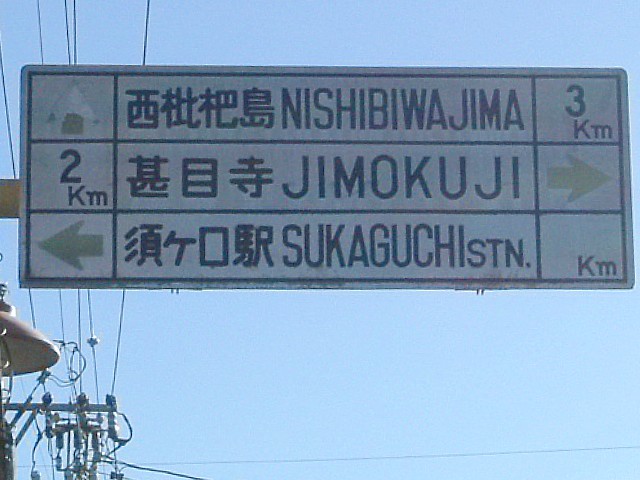 西枇杷島 NISHIBIWAJIMA 3 Km
2 Km 甚目寺 JIMOKUJI
須ケ口駅 SUKAGUCHI STN. Km